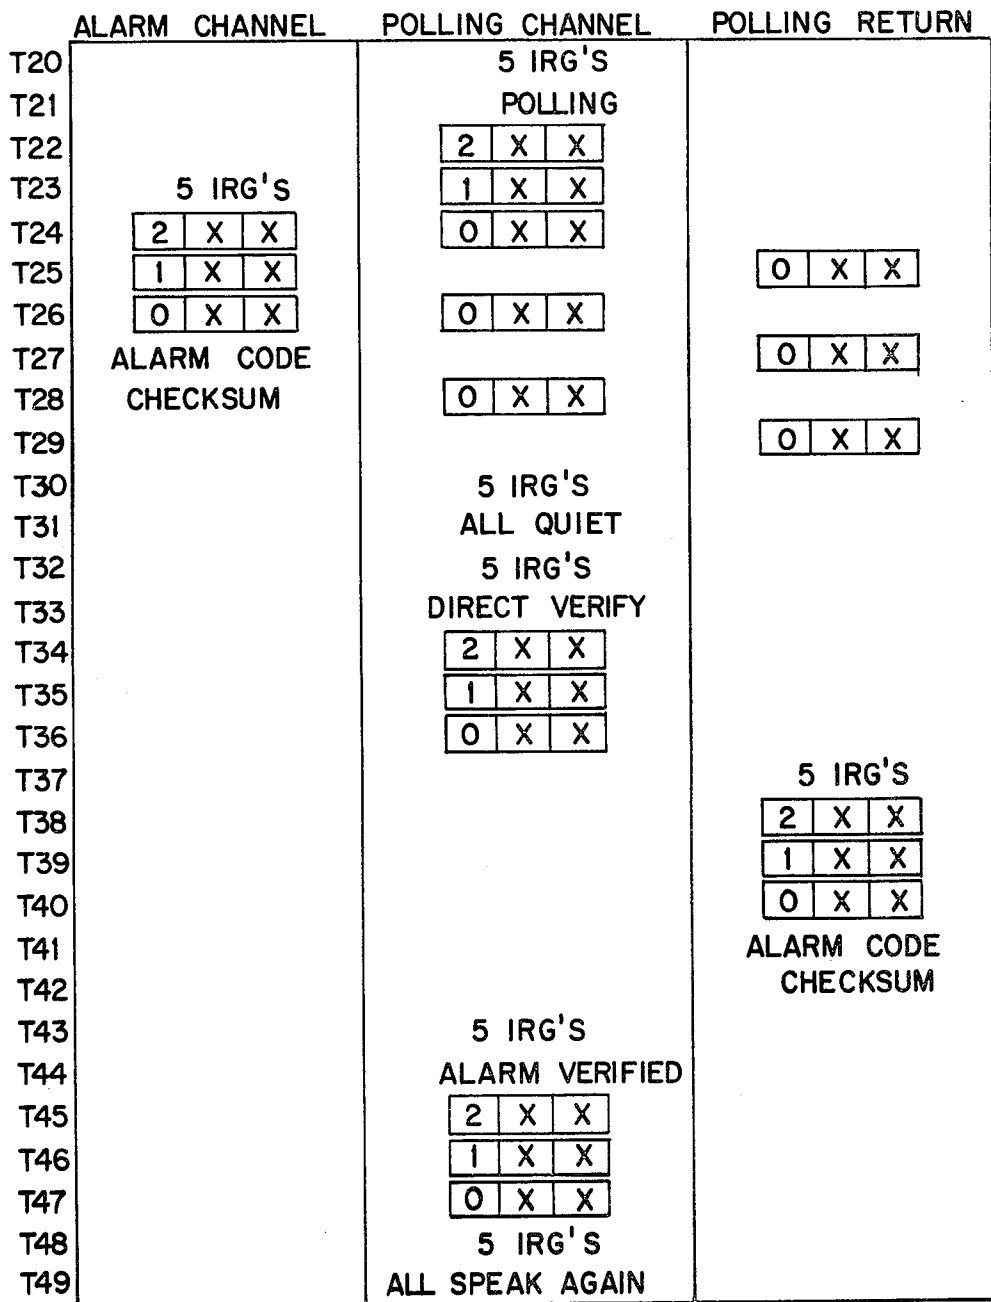 ALARM CHANNEL POLLING CHANNEL POLLING RETURN
T20 5 IRG'S
T21 POLLING
T22 2 X X
T23 5 IRG'S 1 X X
T24 2 X X 0 X X
T25 1 X X 0 X X
T26 0 X X 0 X X
T27 ALARM CODE 0 X X
T28 CHECKSUM 0 X X
T29 0 X X
T30 5 IRG'S
T31 ALL QUIET
T32 5 IRG'S
T33 DIRECT VERIFY
T34 2 X X
T35 1 X X
T36 0 X X
T37 5 IRG'S
T38 2 X X
T39 1 X X
T40 0 X X
T41 ALARM CODE
T42 CHECKSUM
T43 5 IRG'S
T44 ALARM VERIFIED
T45 2 X X
T46 1 X X
T47 0 X X
T48 5 IRG'S
T49 ALL SPEAK AGAIN